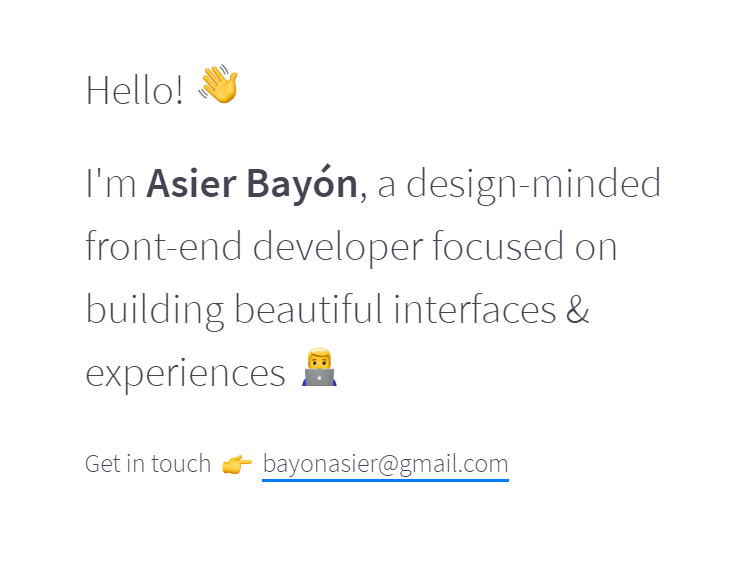 Hello! 👋
I'm Asier Bayón, a design-minded
front-end developer focused on
building beautiful interfaces &
experiences 👨‍💻
Get in touch 👉 bayonasier@gmail.com